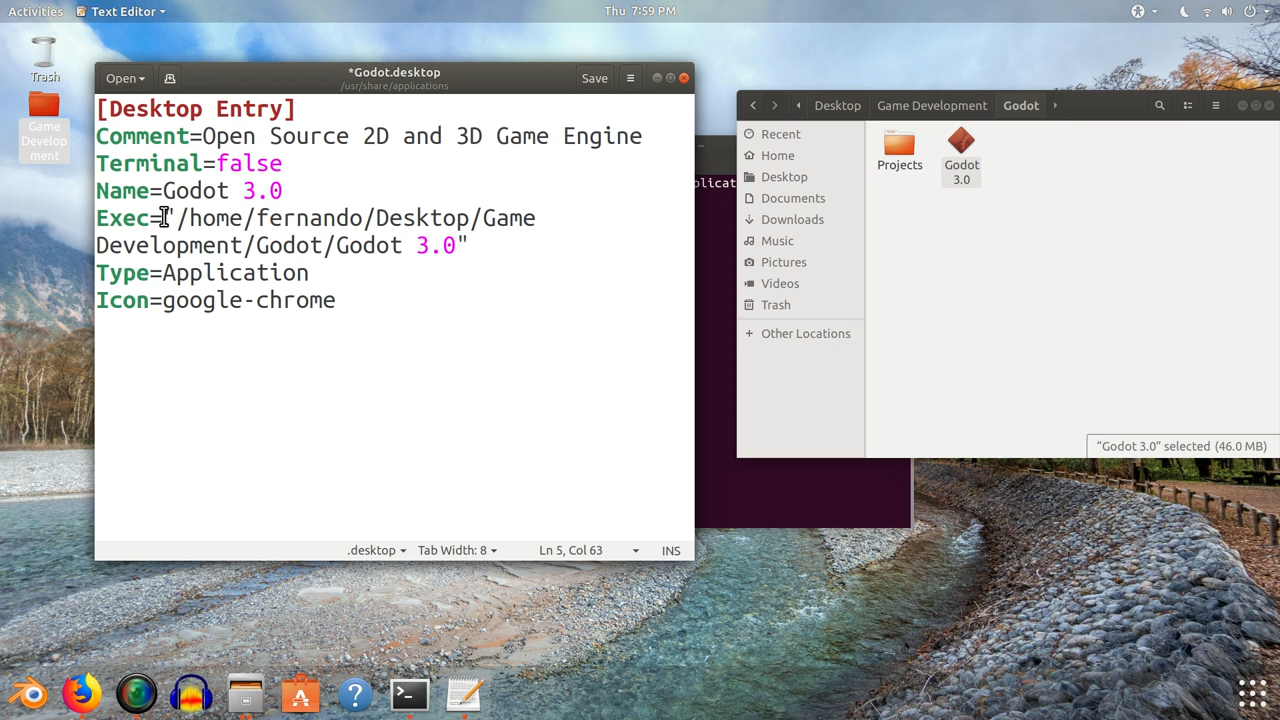 Activities
Text Editor
Thu 7:59 PM
Trash
Game
Develop
ment
Open
*Godot.desktop
/usr/share/applications
Save
[Desktop Entry]
Comment=Open Source 2D and 3D Game Engine
Terminal=false
Name=Godot 3.0
Exec="/home/fernando/Desktop/Game
Development/Godot/Godot 3.0"
Type=Application
Icon=google-chrome
.desktop
Tab Width: 8
Ln 5, Col 63
INS
Desktop
Game Development
Godot
Recent
Home
Desktop
Documents
Downloads
Music
Pictures
Videos
Trash
+ Other Locations
Projects
Godot
3.0
"Godot 3.0" selected (46.0 MB)